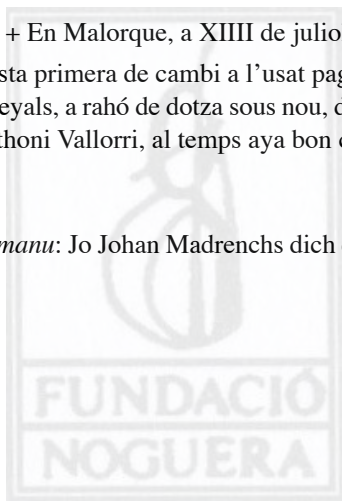 + En Malorque, a XIIII de julio
sta primera de cambi a l’usat pag
eyals, a rahó de dotza sous nou, d
thoni Vallorri, al temps aya bon c
manu: Jo Johan Madrenchs dich
FUNDACIÓ
NOGUERA